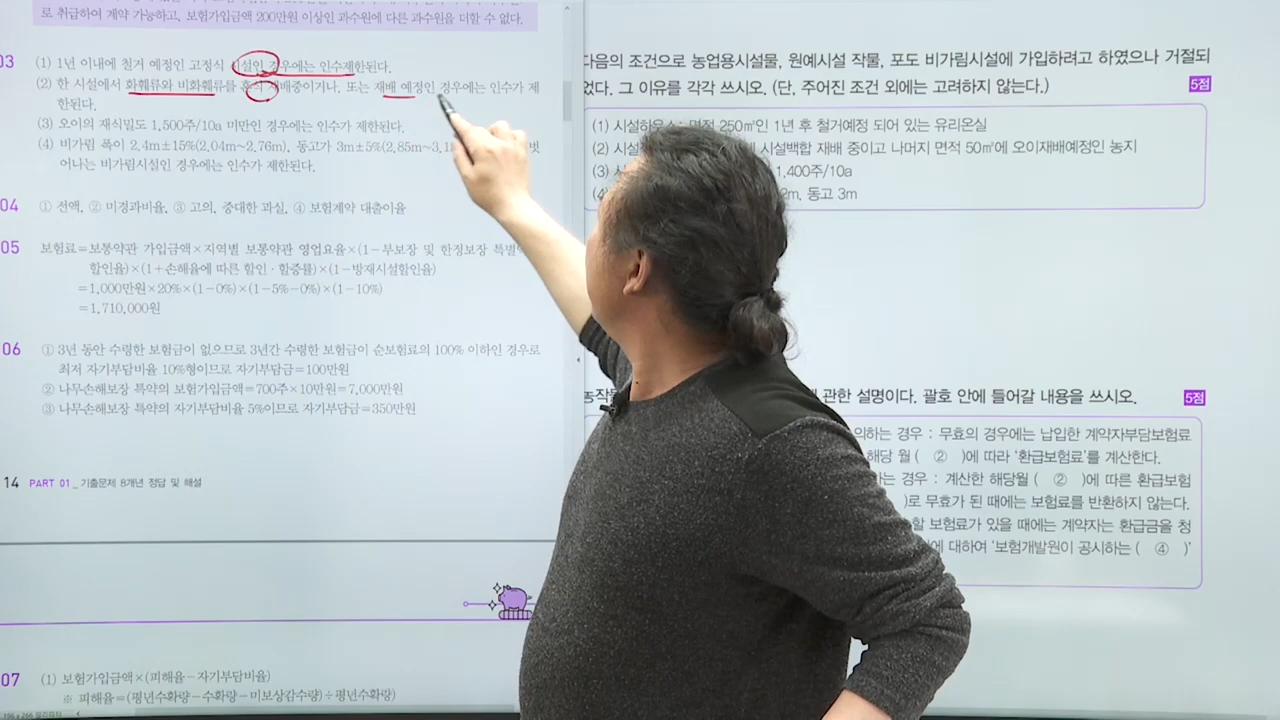 로 취급하여 계약 가능하고, 보험가입금액 200만원 이상인 과수원에 다른 과수원을 더할 수 없다.
03 (1) 1년 이내에 철거 예정인 고정식 시설인 경우에는 인수제한된다.
(2) 한 시설에서 화훼류와 비화훼류를 혼식 재배중이거나, 또는 재배 예정인 경우에는 인수가 제
한된다.
(3) 오이의 재식밀도 1,500주/10a 미만인 경우에는 인수가 제한된다.
(4) 비가림 폭이 2.4m±15%(2.04m~2.76m), 동고가 3m±5%(2.85m~3. 벗
어나는 비가림시설인 경우에는 인수가 제한된다.
04 ① 전액, ② 미경과비율, ③ 고의, 중대한 과실, ④ 보험계약 대출이율
05 보험료=보통약관 가입금액×지역별 보통약관 영업요율×(1-부보장 및 한정보장 특별
할인율)×(1+손해율에 따른 할인·할증률)×(1-방재시설할인율)
=1,000만원×20%×(1-0%)×(1-5%-0%)×(1-10%)
=1,710,000원
06 ① 3년 동안 수령한 보험금이 없으므로 3년간 수령한 보험금이 순보험료의 100% 이하인 경우로
최저 자기부담비율 10%형이므로 자기부담금=100만원
② 나무손해보장 특약의 보험가입금액=700주×10만원=7,000만원
③ 나무손해보장 특약의 자기부담비율 5%이므로 자기부담금=350만원
14 PART 01_ 기출문제 8개년 정답 및 해설
07 (1) 보험가입금액×(피해율-자기부담비율)
※ 피해율=(평년수확량-수확량-미보상감수량)÷평년수확량
다음의 조건으로 농업용시설물, 원예시설 작물, 포도 비가림시설에 가입하려고 하였으나 거절되
었다. 그 이유를 각각 쓰시오. (단, 주어진 조건 외에는 고려하지 않는다.) 5점
(1) 시설하우스 : 면적 250㎡인 1년 후 철거예정 되어 있는 유리온실
(2) 시설 시설백합 재배 중이고 나머지 면적 50㎡에 오이재배예정인 농지
(3) 1,400주/10a
(4) 2m, 동고 3m
농작물 관한 설명이다. 괄호 안에 들어갈 내용을 쓰시오. 5점
의하는 경우 : 무효의 경우에는 납입한 계약자부담보험료
해당 월 ( ② )에 따라 ‘환급보험료’를 계산한다.
는 경우 : 계산한 해당월 ( ② )에 따른 환급보험
)로 무효가 된 때에는 보험료를 반환하지 않는다.
할 보험료가 있을 때에는 계약자는 환급금을 청
에 대하여 ‘보험개발원이 공시하는 ( ④ )’